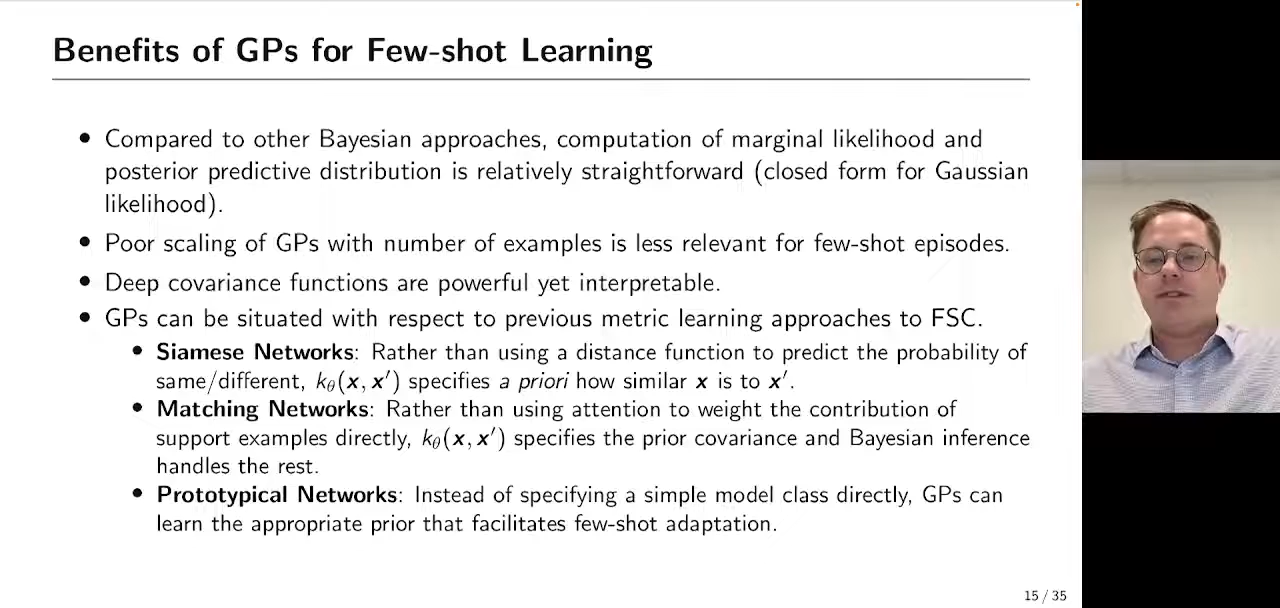 Benefits of GPs for Few-shot Learning
• Compared to other Bayesian approaches, computation of marginal likelihood and
posterior predictive distribution is relatively straightforward (closed form for Gaussian
likelihood).
• Poor scaling of GPs with number of examples is less relevant for few-shot episodes.
• Deep covariance functions are powerful yet interpretable.
• GPs can be situated with respect to previous metric learning approaches to FSC.
• Siamese Networks: Rather than using a distance function to predict the probability of
same/different, kθ(x, x′) specifies a priori how similar x is to x′.
• Matching Networks: Rather than using attention to weight the contribution of
support examples directly, kθ(x, x′) specifies the prior covariance and Bayesian inference
handles the rest.
• Prototypical Networks: Instead of specifying a simple model class directly, GPs can
learn the appropriate prior that facilitates few-shot adaptation.
15 / 35